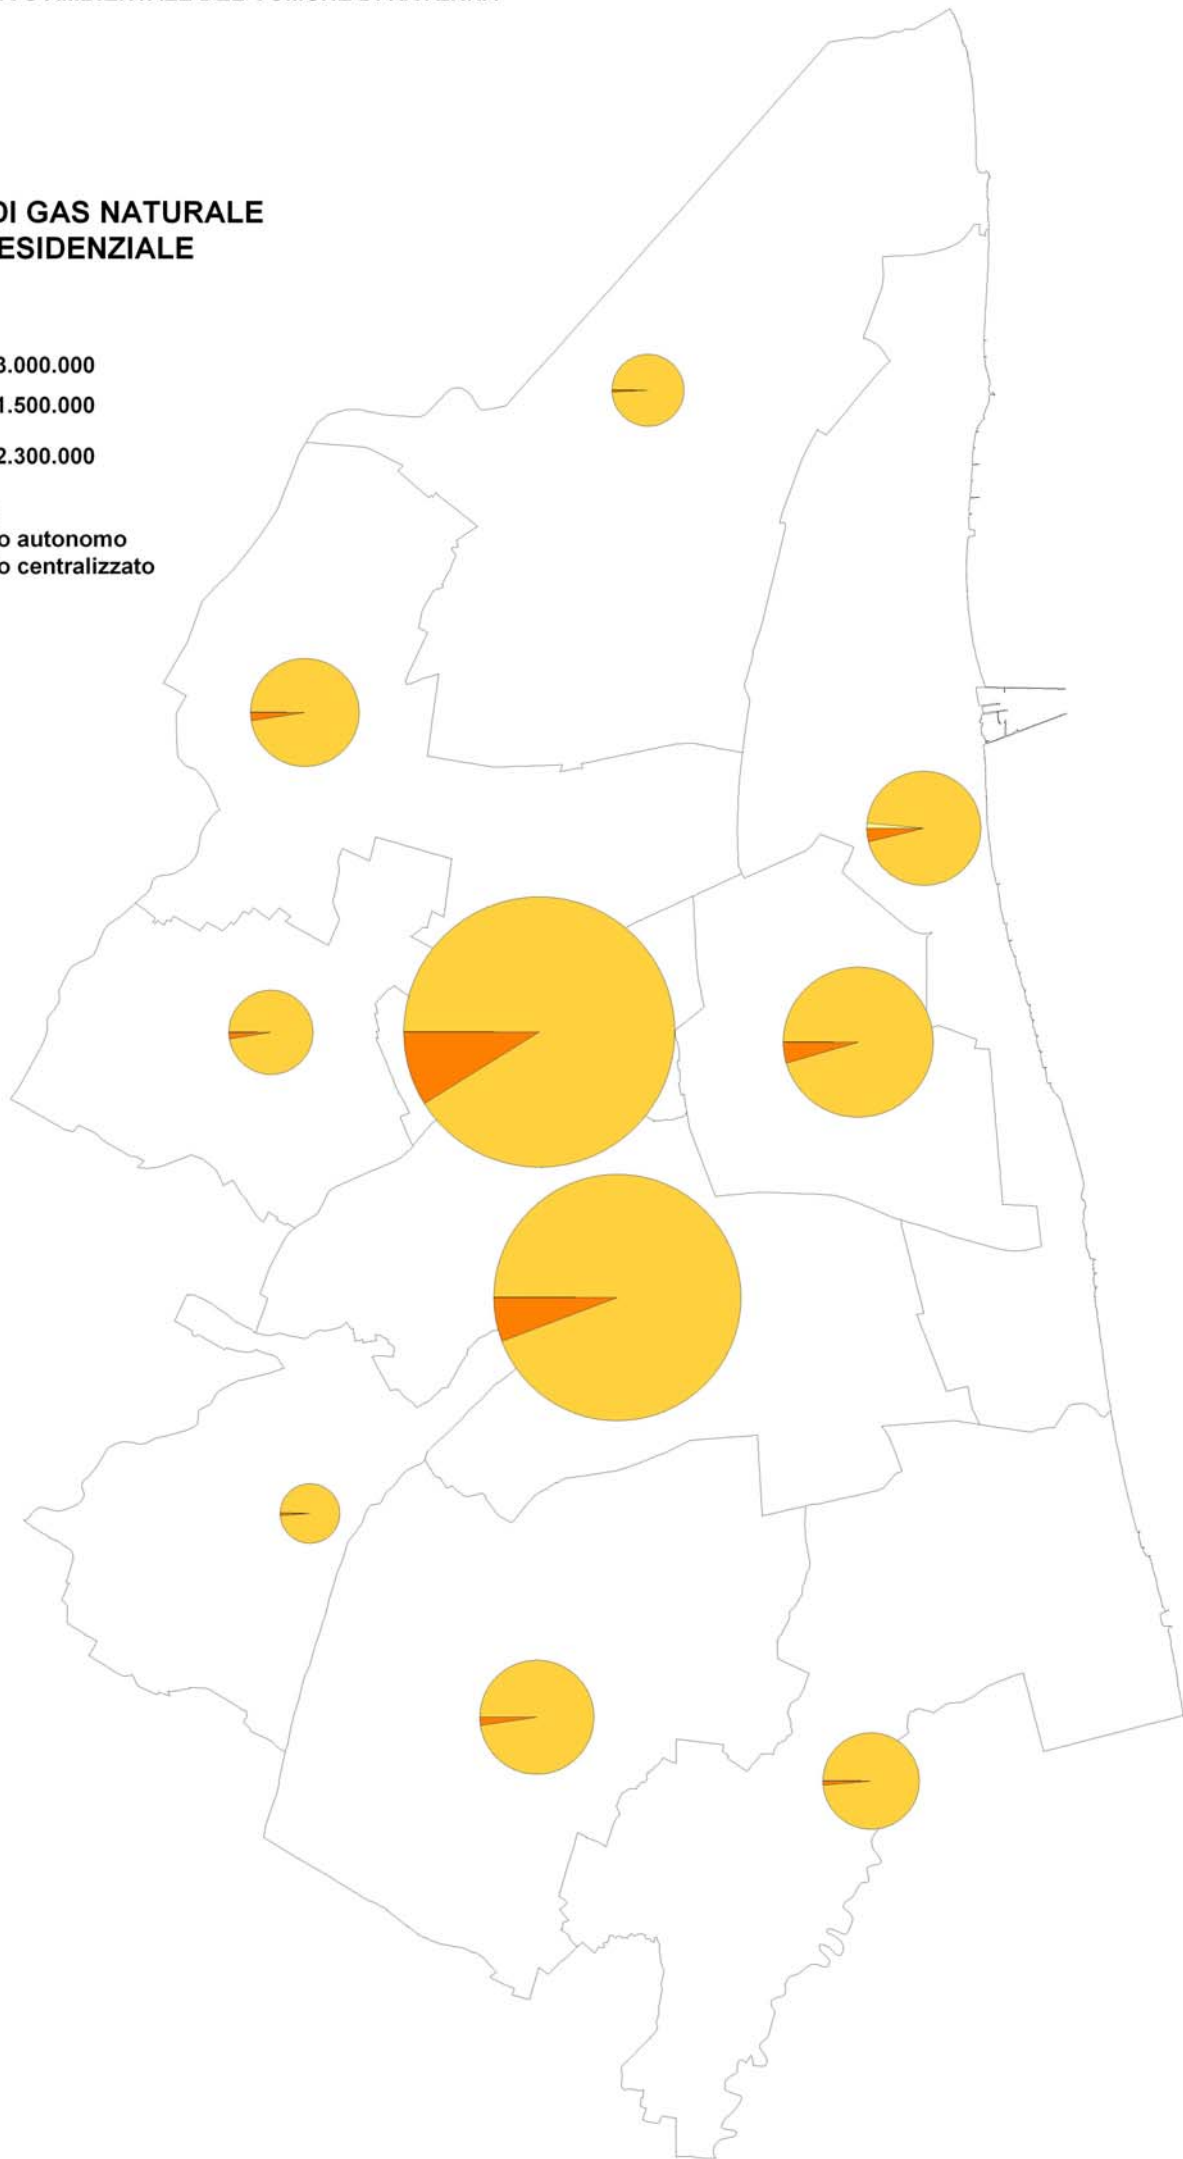 DI GAS NATURALE
ESIDENZIALE
3.000.000
1.500.000
2.300.000
o autonomo
o centralizzato